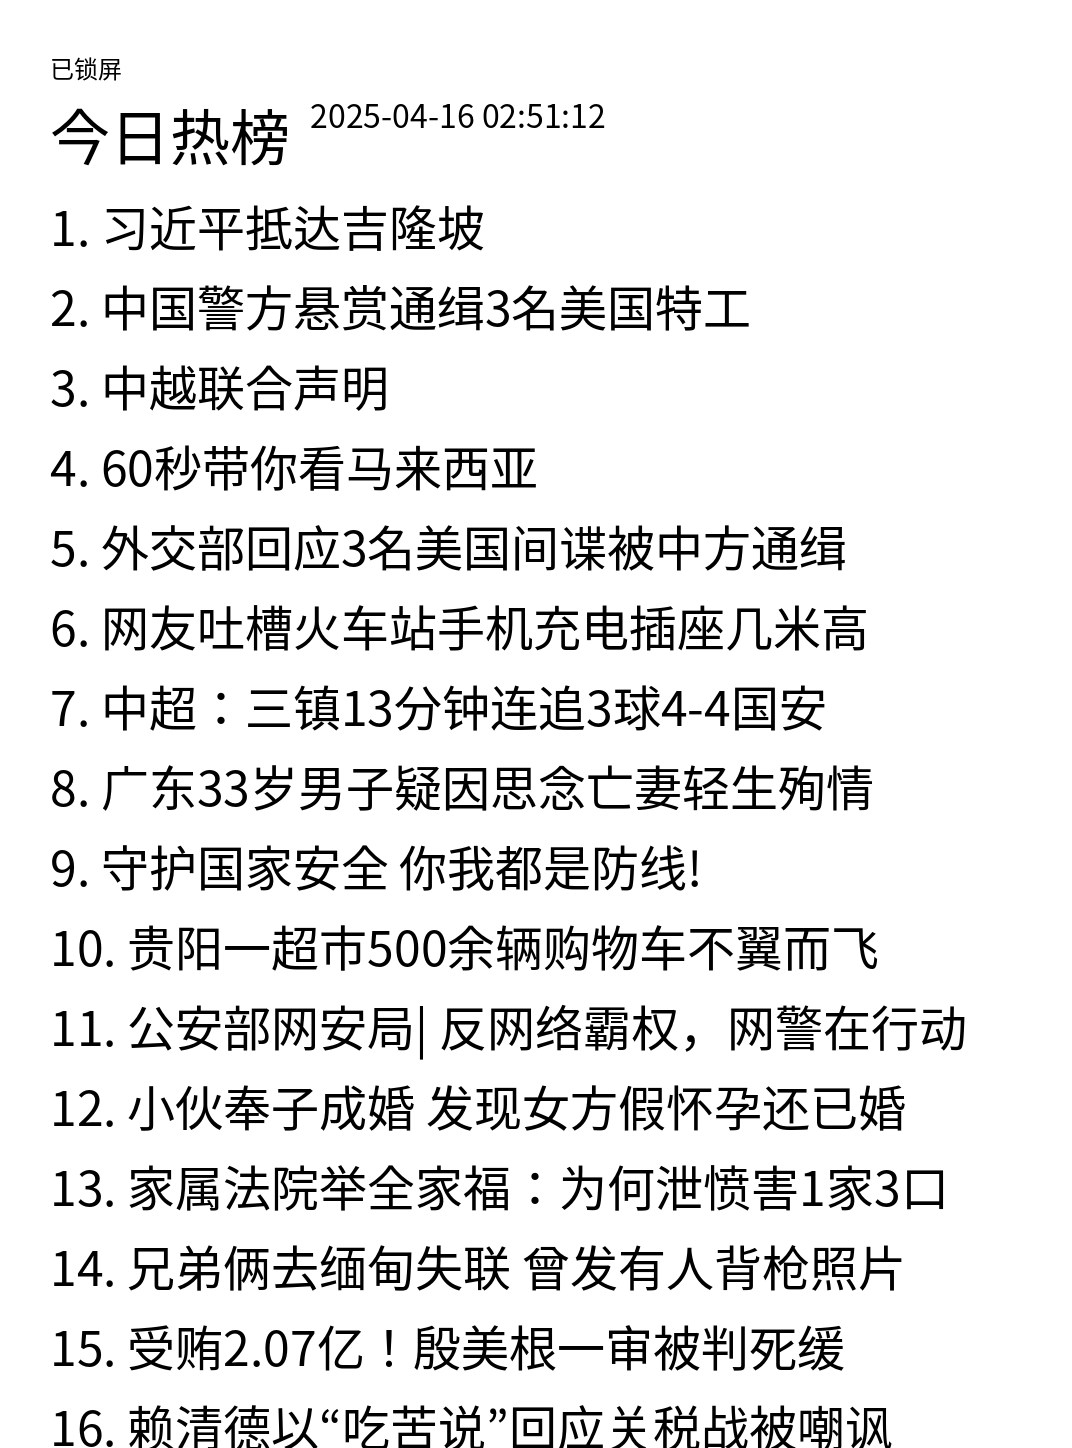 已锁屏
今日热榜 2025-04-16 02:51:12
1. 习近平抵达吉隆坡
2. 中国警方悬赏通缉3名美国特工
3. 中越联合声明
4. 60秒带你看马来西亚
5. 外交部回应3名美国间谍被中方通缉
6. 网友吐槽火车站手机充电插座几米高
7. 中超：三镇13分钟连追3球4-4国安
8. 广东33岁男子疑因思念亡妻轻生殉情
9. 守护国家安全 你我都是防线!
10. 贵阳一超市500余辆购物车不翼而飞
11. 公安部网安局| 反网络霸权，网警在行动
12. 小伙奉子成婚 发现女方假怀孕还已婚
13. 家属法院举全家福：为何泄愤害1家3口
14. 兄弟俩去缅甸失联 曾发有人背枪照片
15. 受贿2.07亿！殷美根一审被判死缓
16. 赖清德以“吃苦说”回应关税战被嘲讽